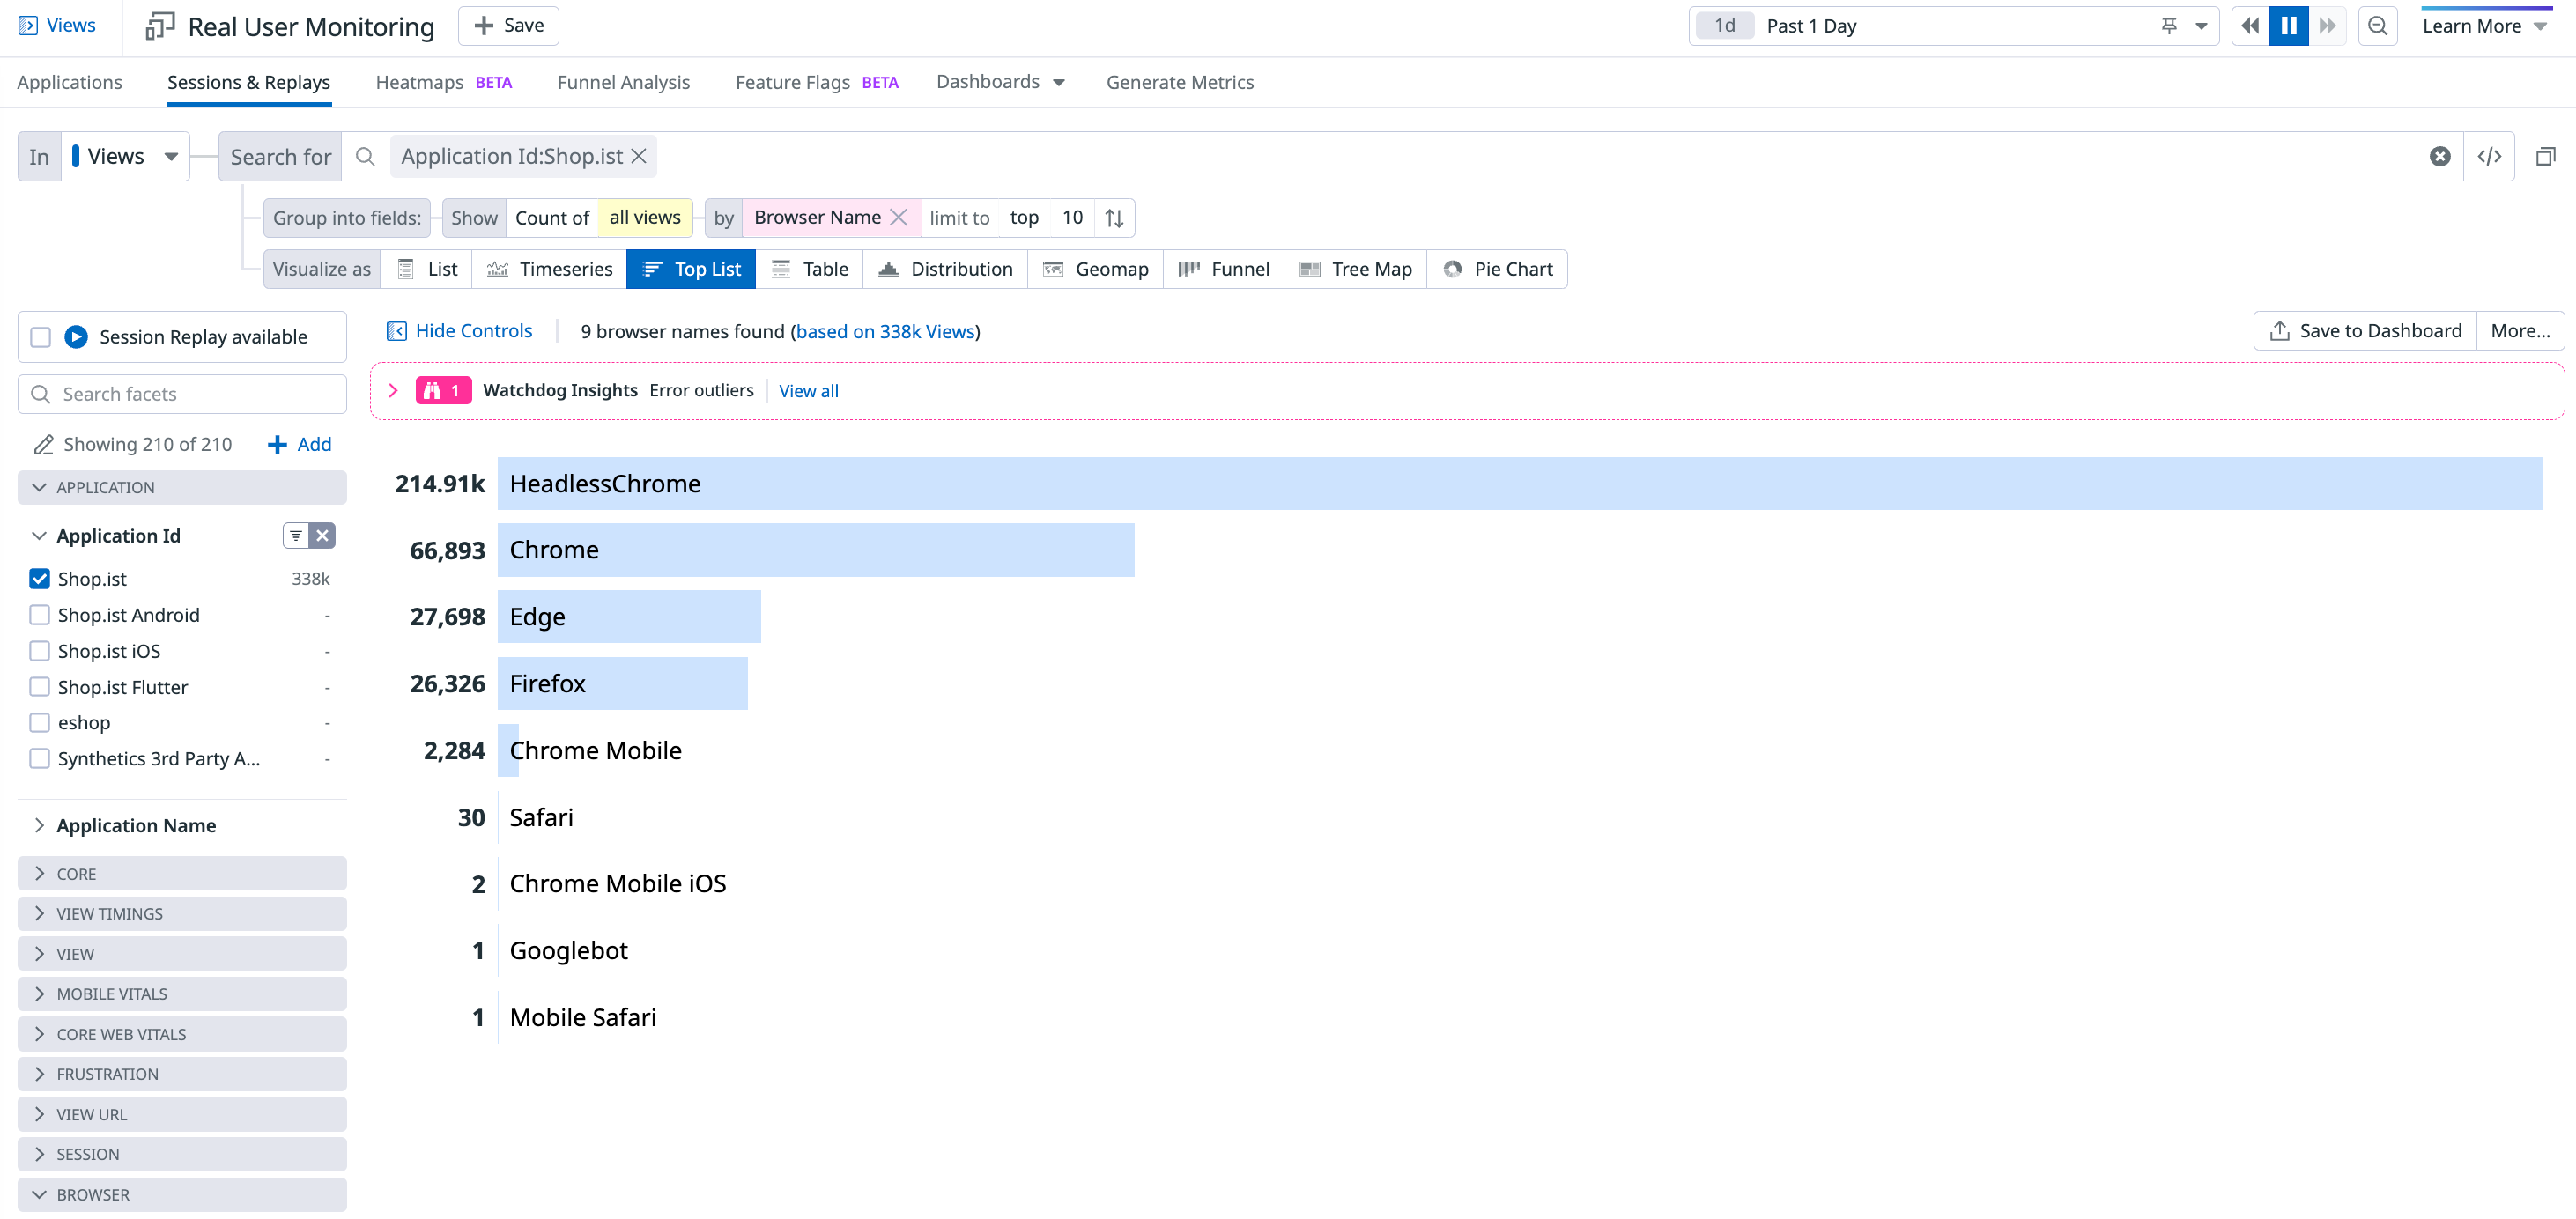 Views
Real User Monitoring
Save
1d Past 1 Day
Learn More
Applications
Sessions & Replays
Heatmaps BETA
Funnel Analysis
Feature Flags BETA
Dashboards
Generate Metrics
In Views
Search for Application Id:Shop.ist
Group into fields: Show Count of all views by Browser Name limit to top 10
Visualize as List Timeseries Top List Table Distribution Geomap Funnel Tree Map Pie Chart
Session Replay available
Search facets
Showing 210 of 210 Add
APPLICATION
Application Id
Shop.ist 338k
Shop.ist Android -
Shop.ist iOS -
Shop.ist Flutter -
eshop -
Synthetics 3rd Party A... -
Application Name
CORE
VIEW TIMINGS
VIEW
MOBILE VITALS
CORE WEB VITALS
FRUSTRATION
VIEW URL
SESSION
BROWSER
Hide Controls
9 browser names found (based on 338k Views)
Save to Dashboard
More...
1 Watchdog Insights Error outliers View all
214.91k HeadlessChrome
66,893 Chrome
27,698 Edge
26,326 Firefox
2,284 Chrome Mobile
30 Safari
2 Chrome Mobile iOS
1 Googlebot
1 Mobile Safari